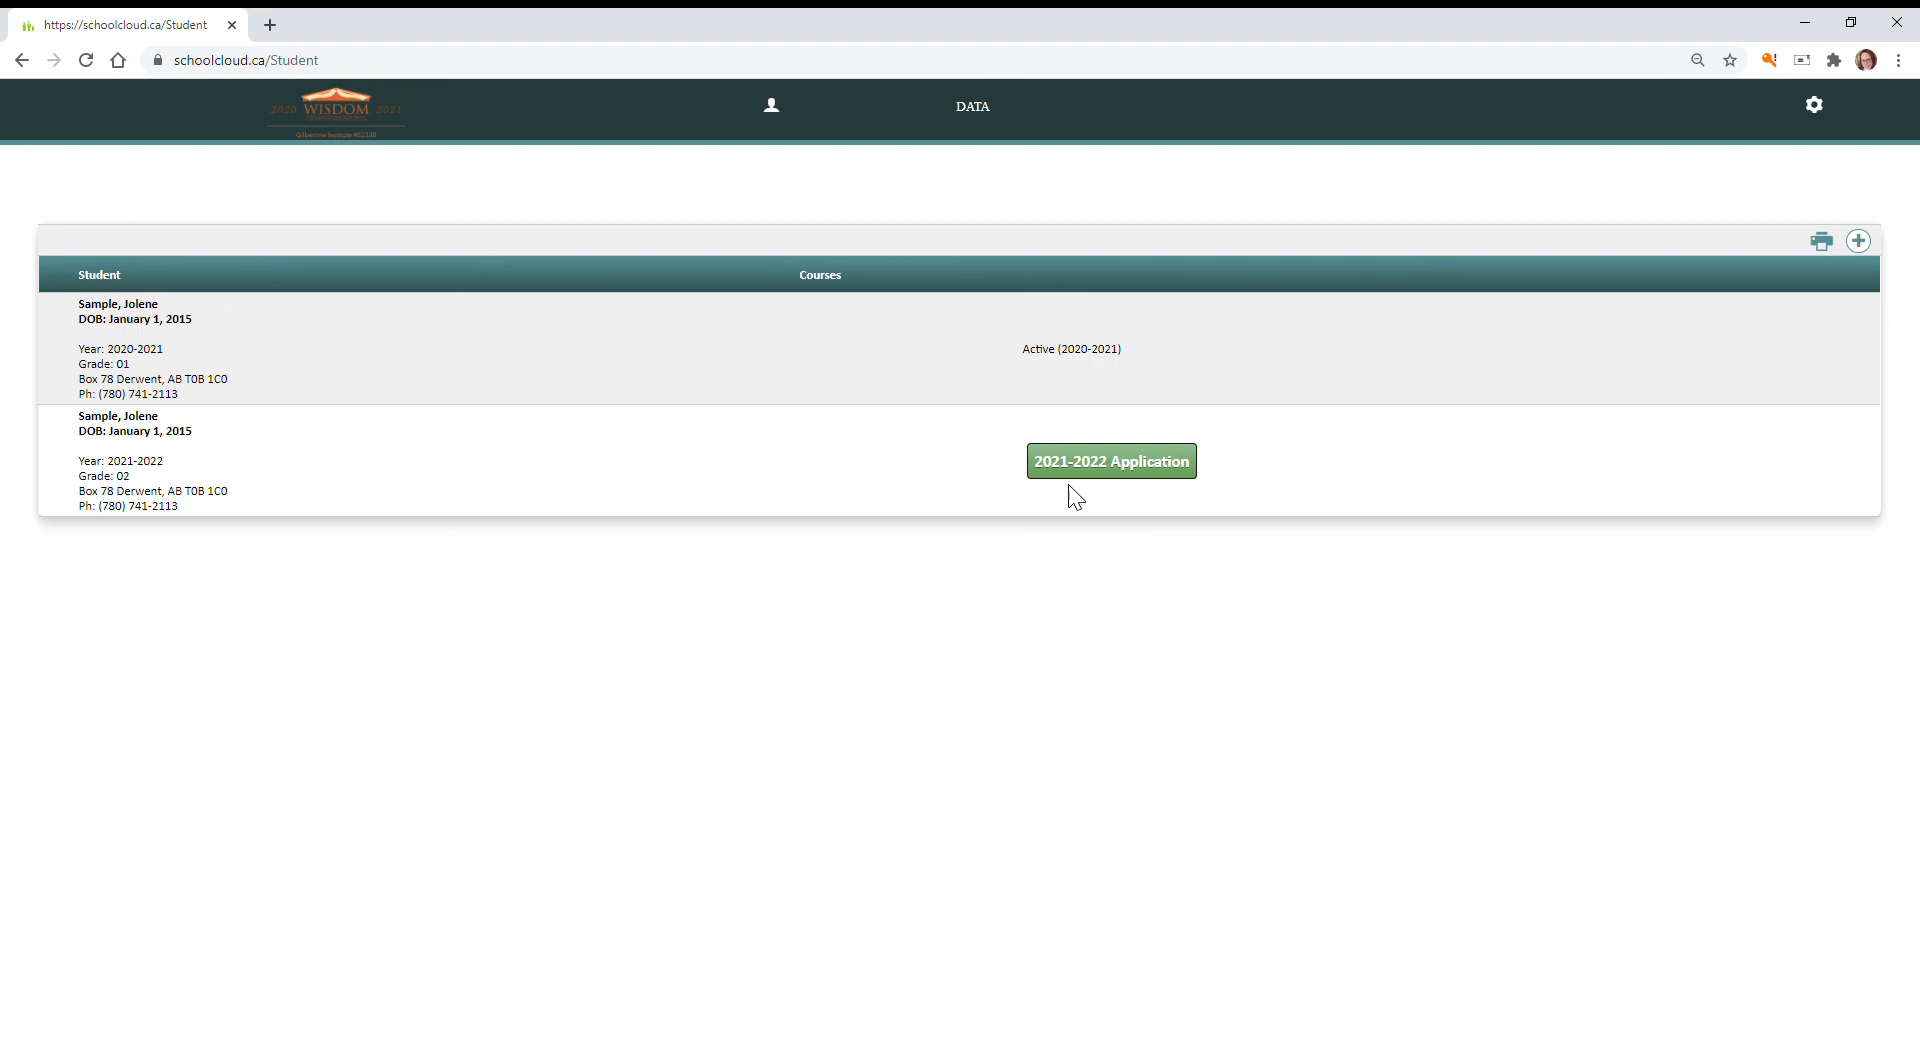 https://schoolcloud.ca/Student
schoolcloud.ca/Student
2020 WISDOM 2021
DATA
Student Courses
Sample, Jolene
DOB: January 1, 2015
Year: 2020-2021
Grade: 01
Box 78 Derwent, AB T0B 1C0
Ph: (780) 741-2113
Active (2020-2021)
Sample, Jolene
DOB: January 1, 2015
Year: 2021-2022
Grade: 02
Box 78 Derwent, AB T0B 1C0
Ph: (780) 741-2113
2021-2022 Application